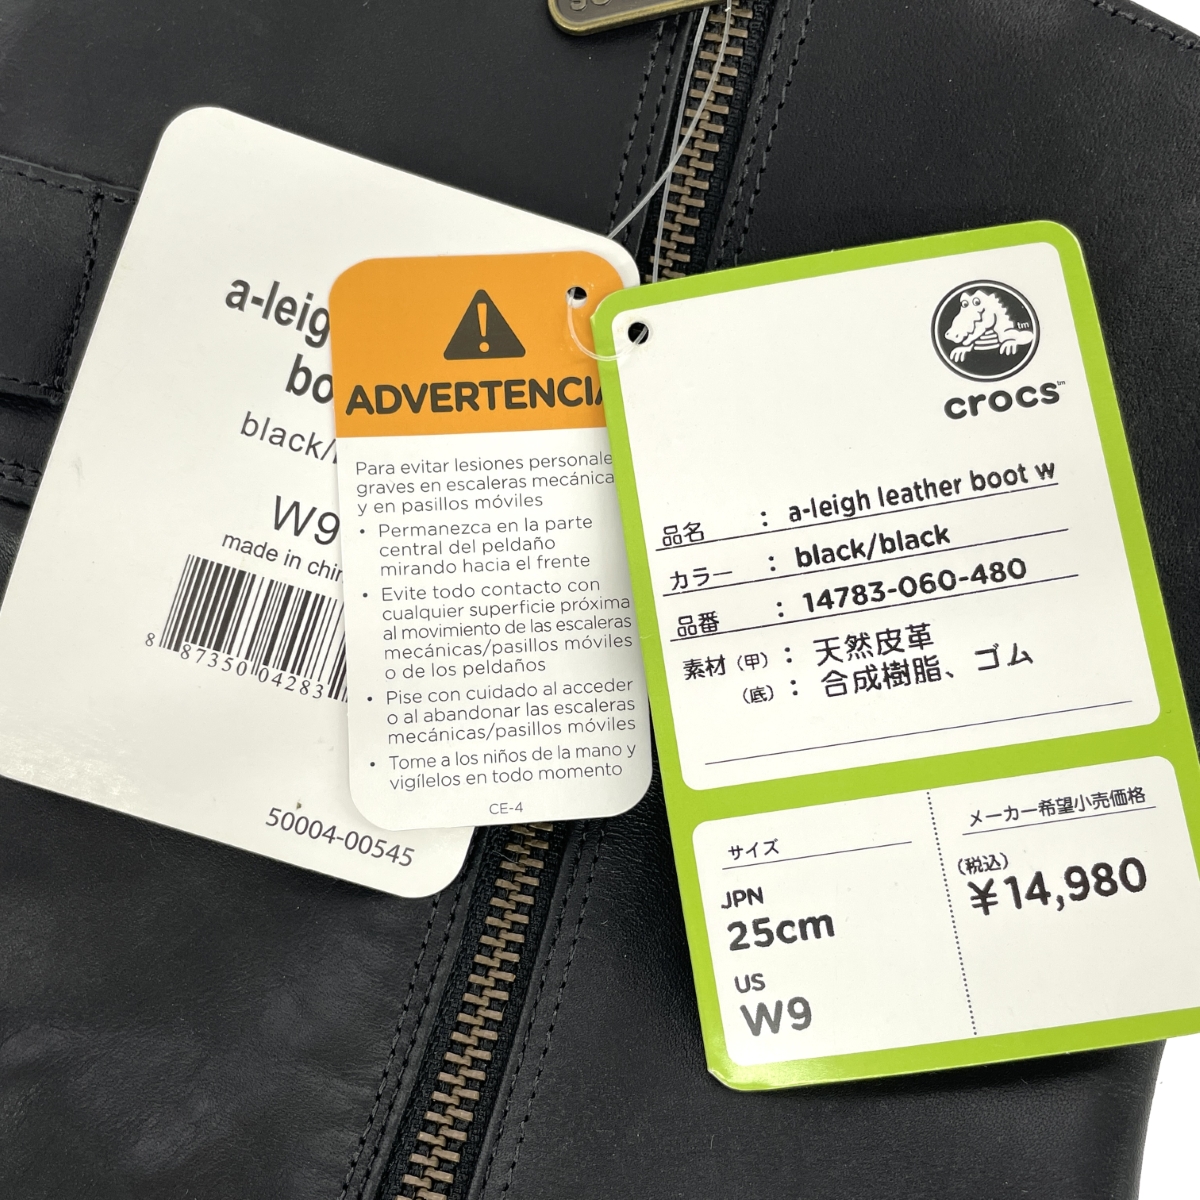 a-leig
bo
black/
W9
made in chin
8 87350 04283
50004-00545
ADVERTENCIA
Para evitar lesiones personale
graves en escaleras mecánica
y en pasillos móviles
• Permanezca en la parte
central del peldaño
mirando hacia el frente
• Evite todo contacto con
cualquier superficie próxima
al movimiento de las escaleras
mecánicas/pasillos móviles
o de los peldaños
• Pise con cuidado al acceder
o al abandonar las escaleras
mecánicas/pasillos móviles
• Tome a los niños de la mano y
vigílelos en todo momento
CE-4
tm
crocs™
品名 : a-leigh leather boot w
カラー : black/black
品番 : 14783-060-480
素材(甲): 天然皮革
(底): 合成樹脂、ゴム
サイズ
JPN
25cm
US
W9
メーカー希望小売価格
(税込)
¥14,980